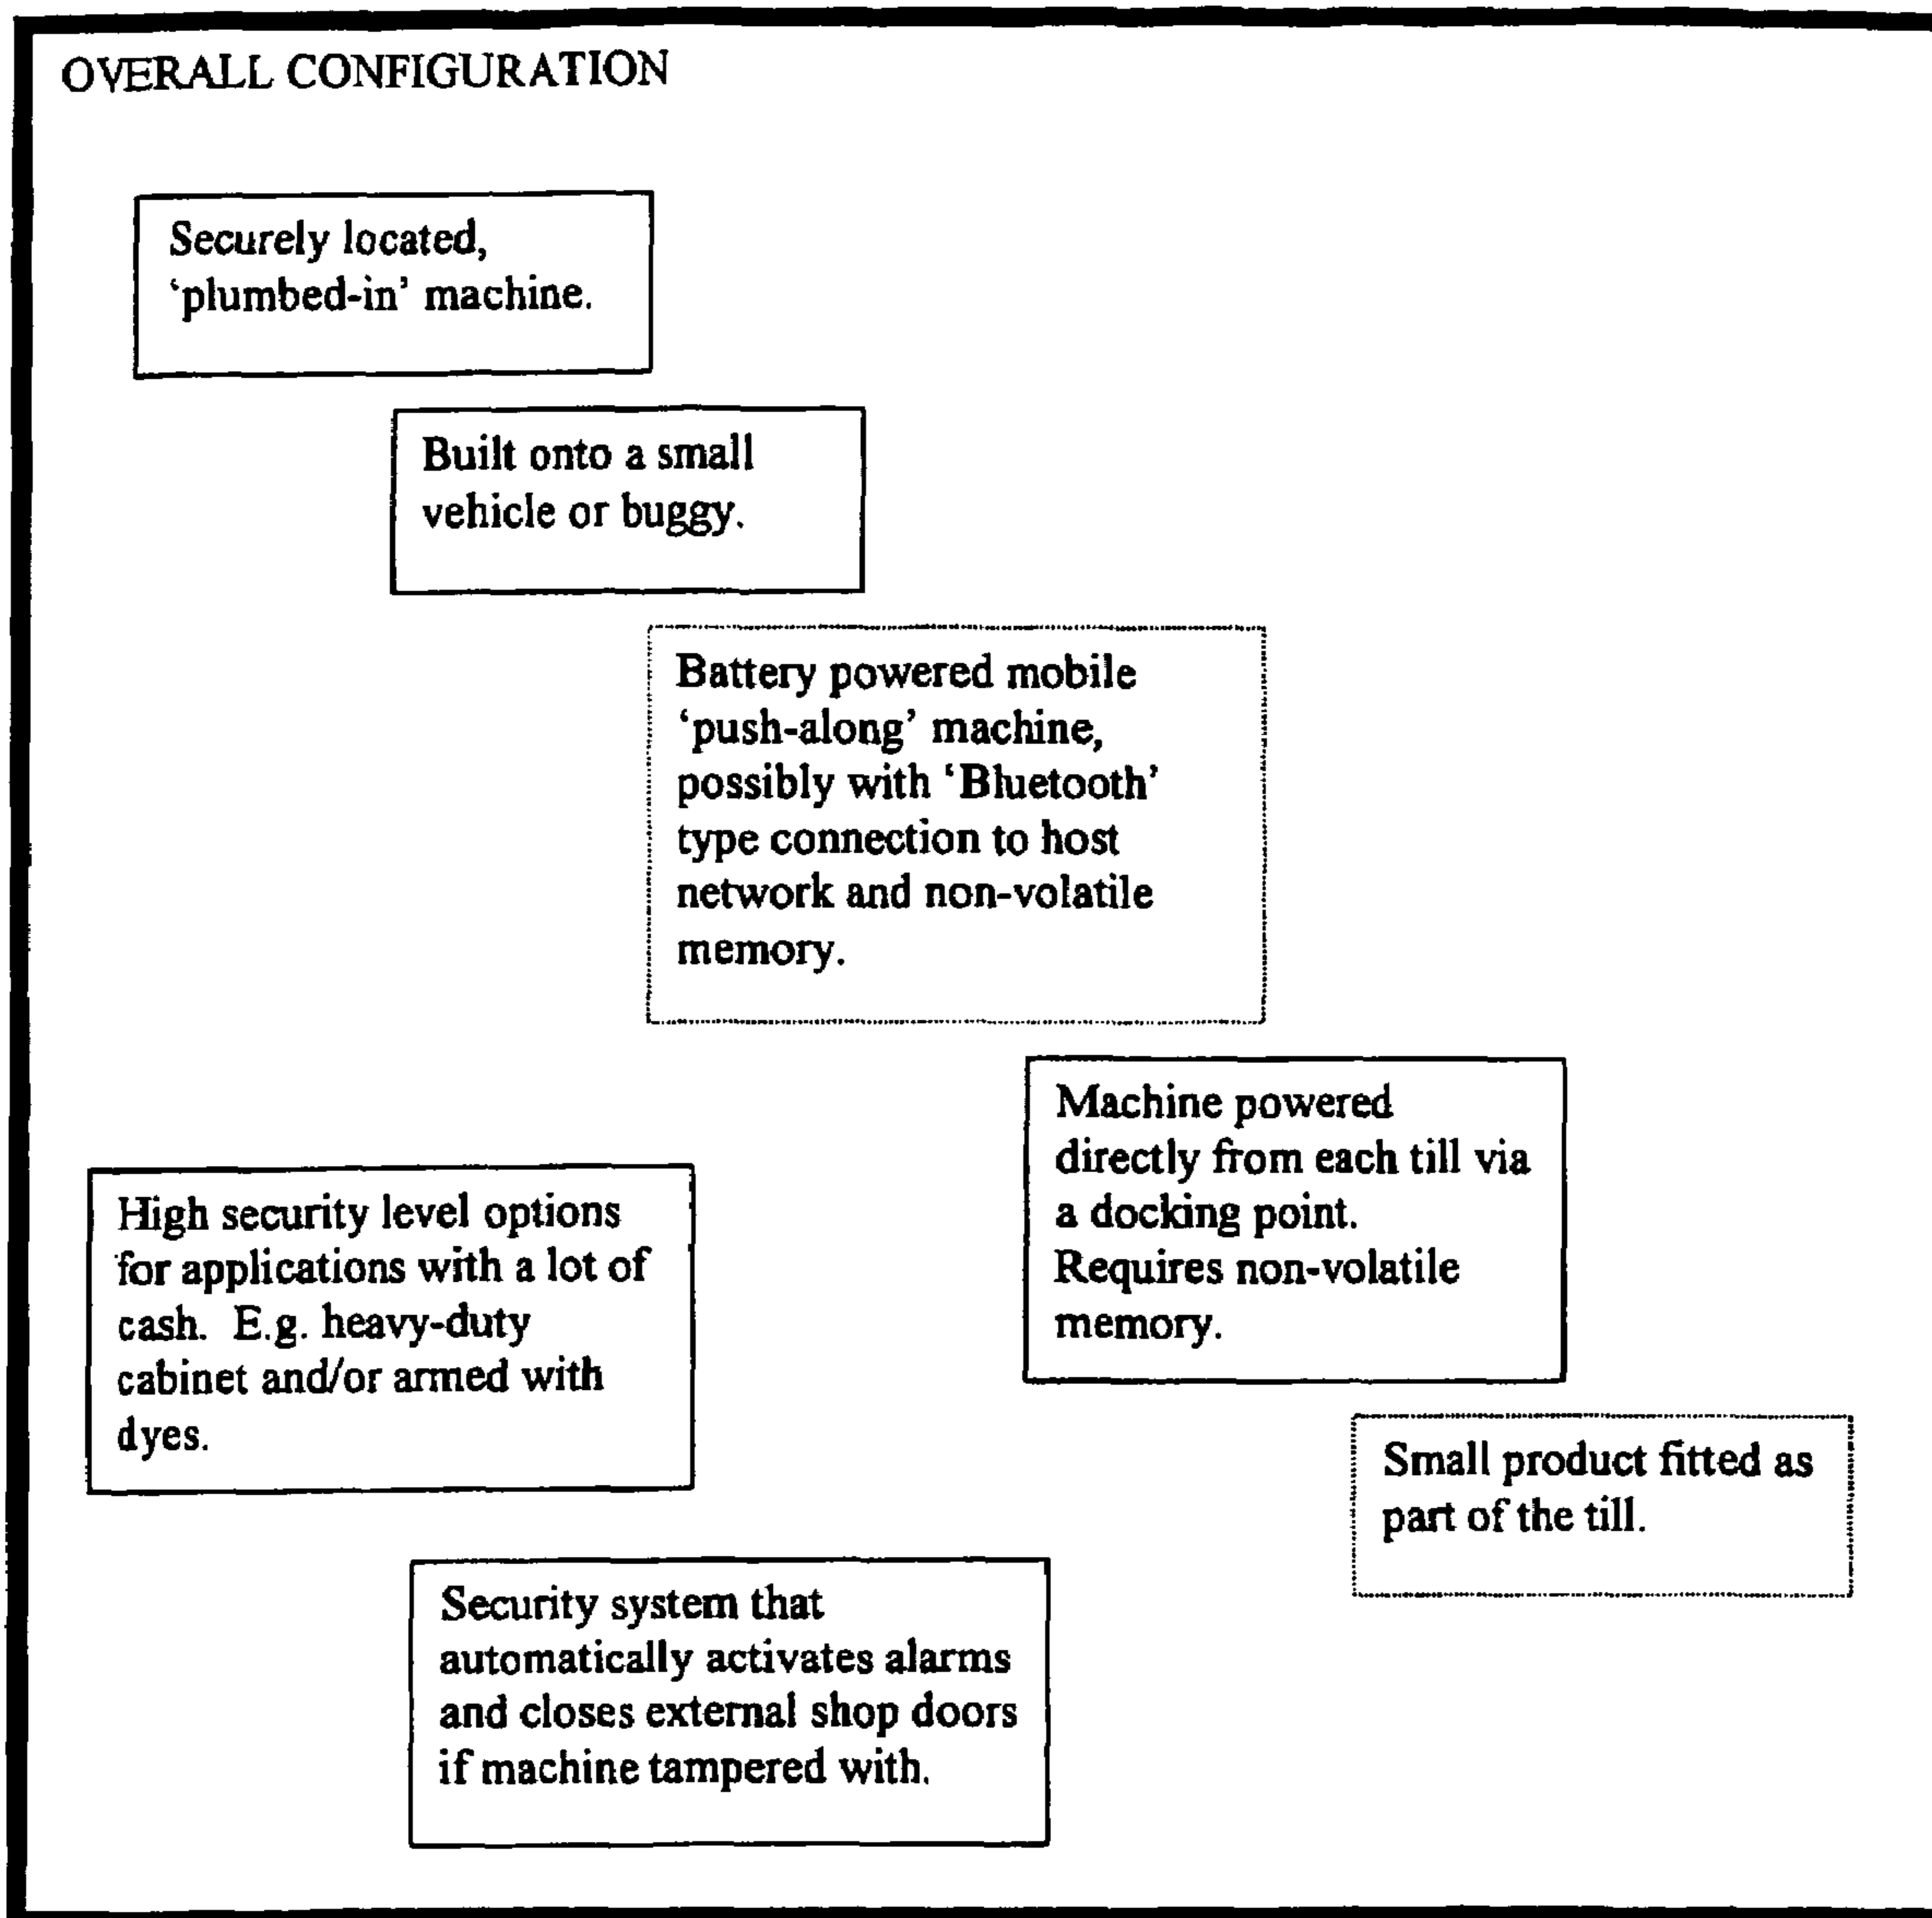 OVERALL CONFIGURATION
Securely located,
‘plumbed-in’ machine.
Built onto a small
vehicle or buggy.
Battery powered mobile
‘push-along’ machine,
possibly with ‘Bluetooth’
type connection to host
network and non-volatile
memory.
Machine powered
directly from each till via
a docking point.
Requires non-volatile
memory.
High security level options
for applications with a lot of
cash. E.g. heavy-duty
cabinet and/or armed with
dyes.
Small product fitted as
part of the till.
Security system that
automatically activates alarms
and closes external shop doors
if machine tampered with.